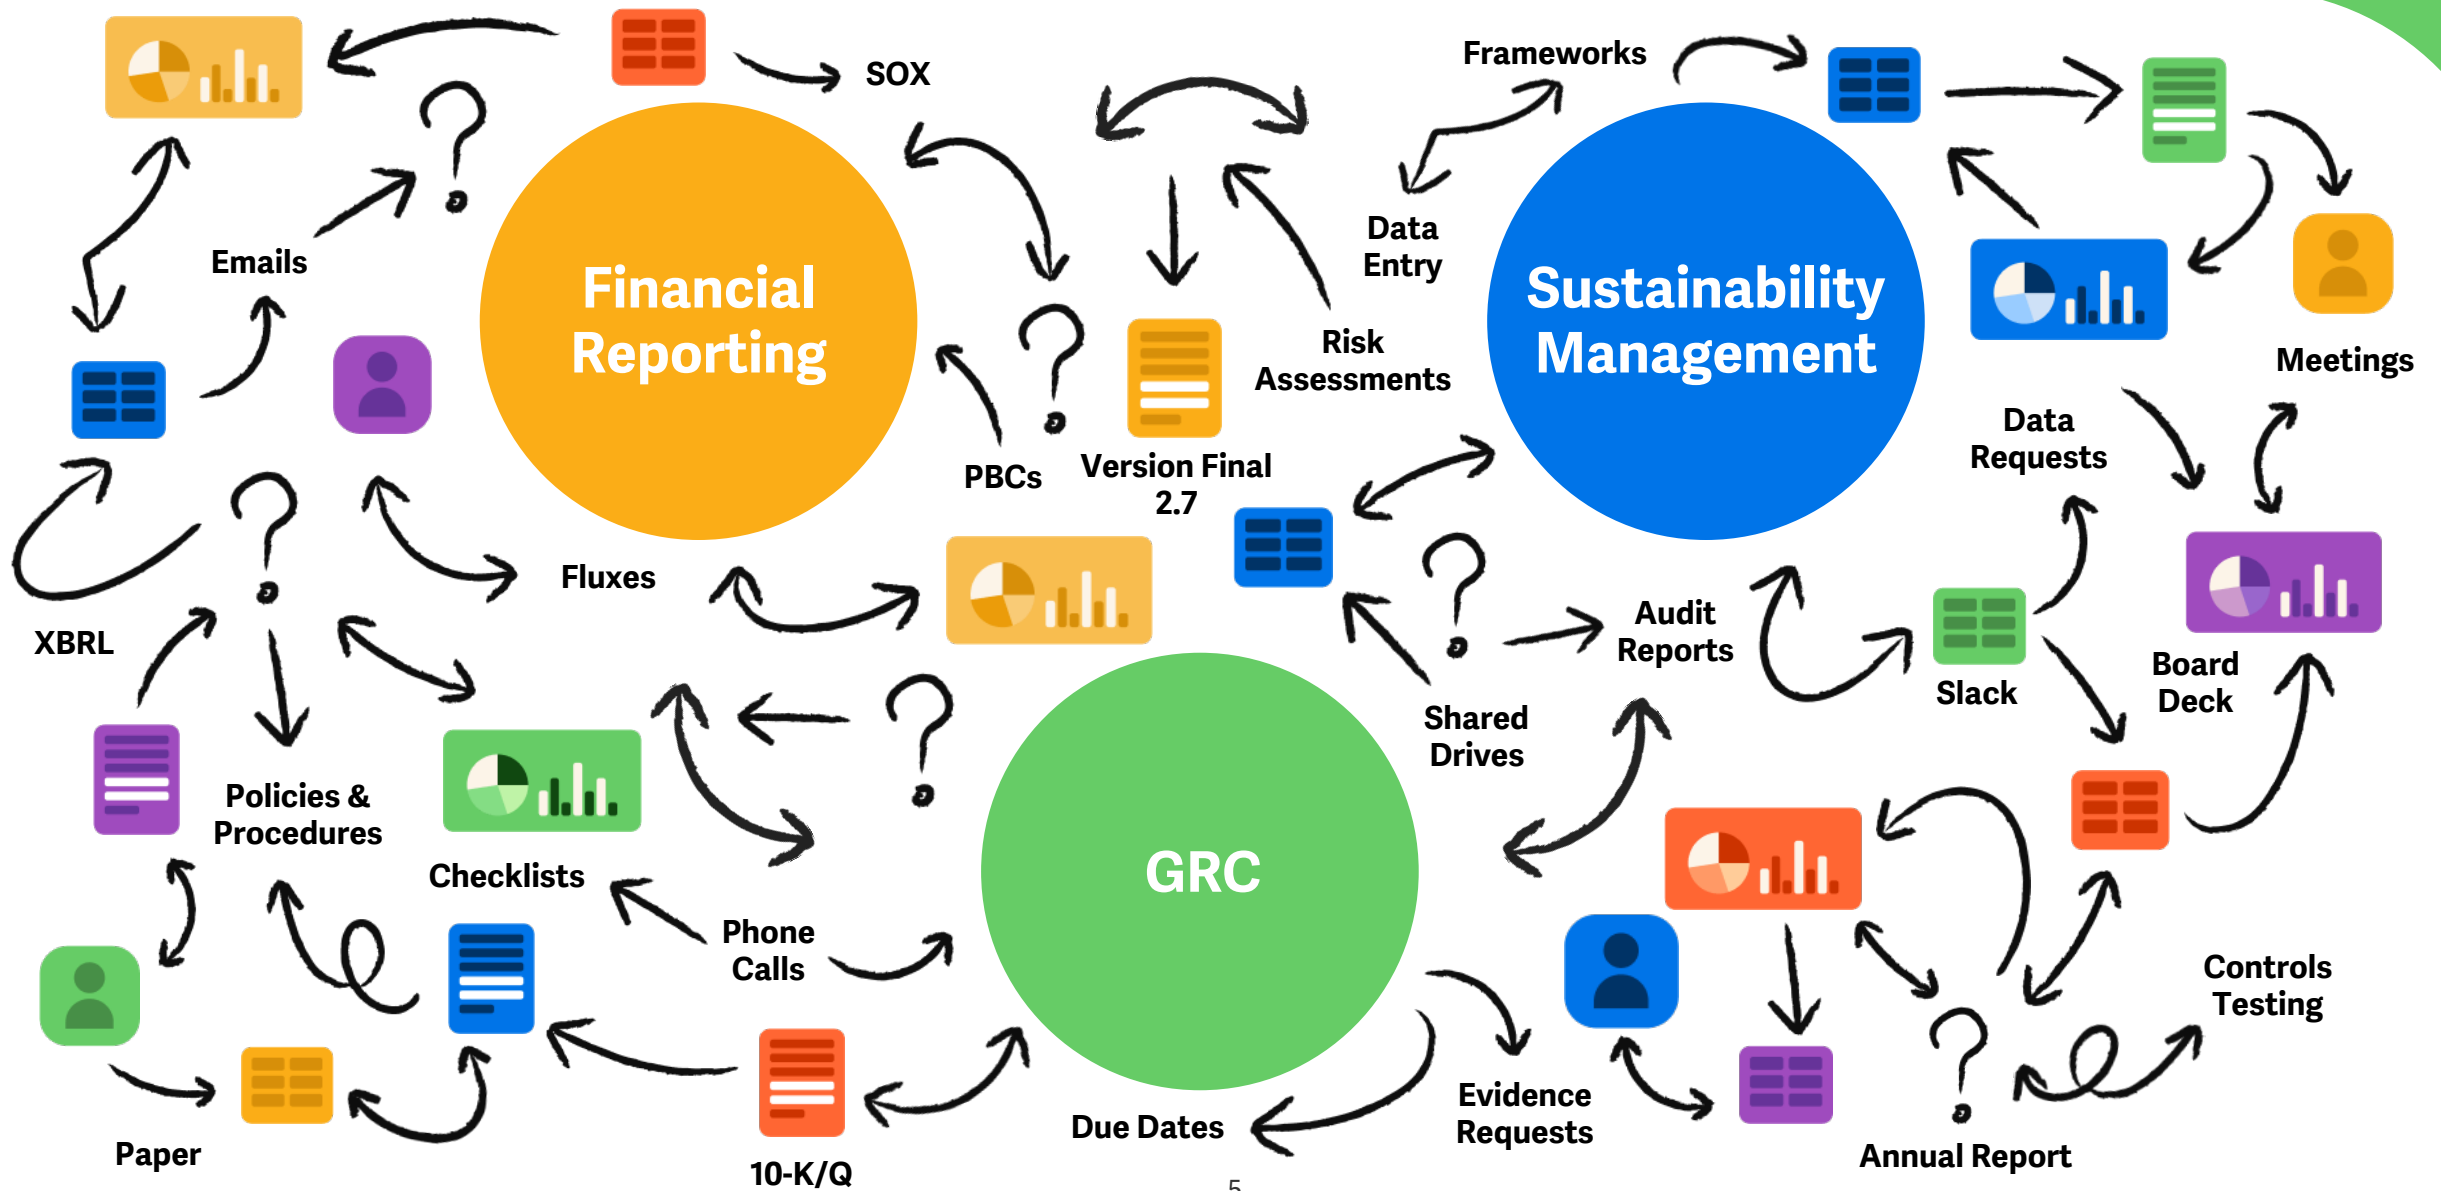 Frameworks
SOX
Data
Entry
Emails
Financial
Reporting
Sustainability
Management
Risk
Assessments
Meetings
Data
Requests
PBCs
Version Final
2.7
Fluxes
XBRL
Audit
Reports
Slack
Board
Deck
Shared
Drives
Policies &
Procedures
Checklists
GRC
Phone
Calls
Controls
Testing
Evidence
Requests
Due Dates
Paper
10-K/Q
Annual Report
5